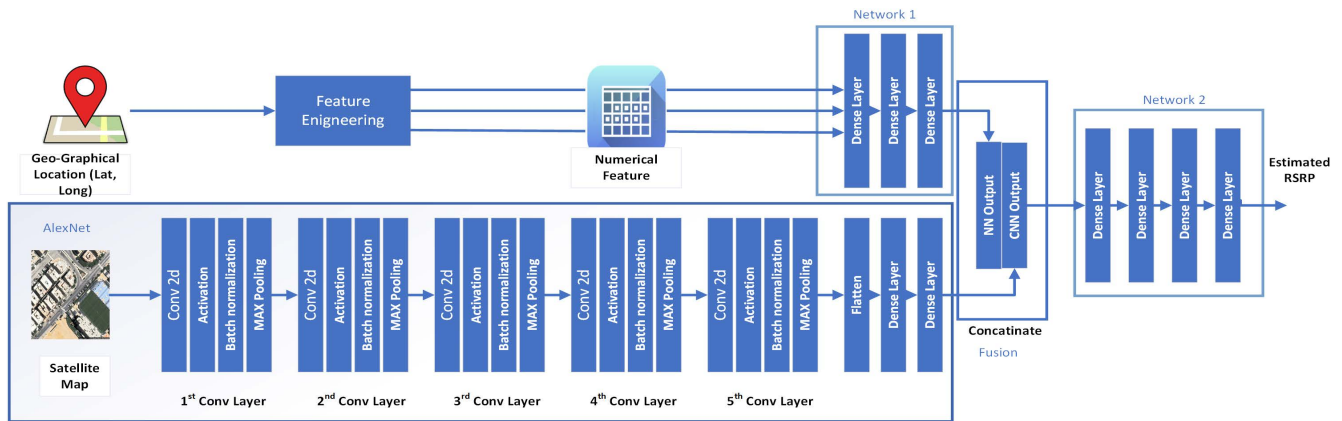 Network 1
Feature
Enigneering
Geo-Graphical
Location (Lat,
Long)
Numerical
Feature
Dense Layer
Dense Layer
Dense Layer
NN Output
CNN Output
Concatinate
Fusion
Network 2
Dense Layer
Dense Layer
Dense Layer
Dense Layer
Estimated
RSRP
AlexNet
Satellite
Map
Conv 2d
Activation
Batch normalization
MAX Pooling
1st Conv Layer
Conv 2d
Activation
Batch normalization
MAX Pooling
2nd Conv Layer
Conv 2d
Activation
Batch normalization
MAX Pooling
3rd Conv Layer
Conv 2d
Activation
Batch normalization
MAX Pooling
4th Conv Layer
Conv 2d
Activation
Batch normalization
MAX Pooling
5th Conv Layer
Flatten
Dense Layer
Dense Layer